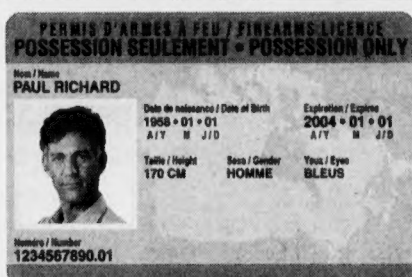 PERMIS D'ARMES À FEU / FIREARMS LICENCE
POSSESSION SEULEMENT • POSSESSION ONLY
Nom / Name
PAUL RICHARD
Date de naissance / Date of Birth
1958 • 01 • 01
A/Y M J/D
Expiration / Expires
2004 • 01 • 01
A/Y M J/D
Taille / Height
170 CM
Sexe / Gender
HOMME
Yeux / Eyes
BLEUS
Numéro / Number
1234567890.01